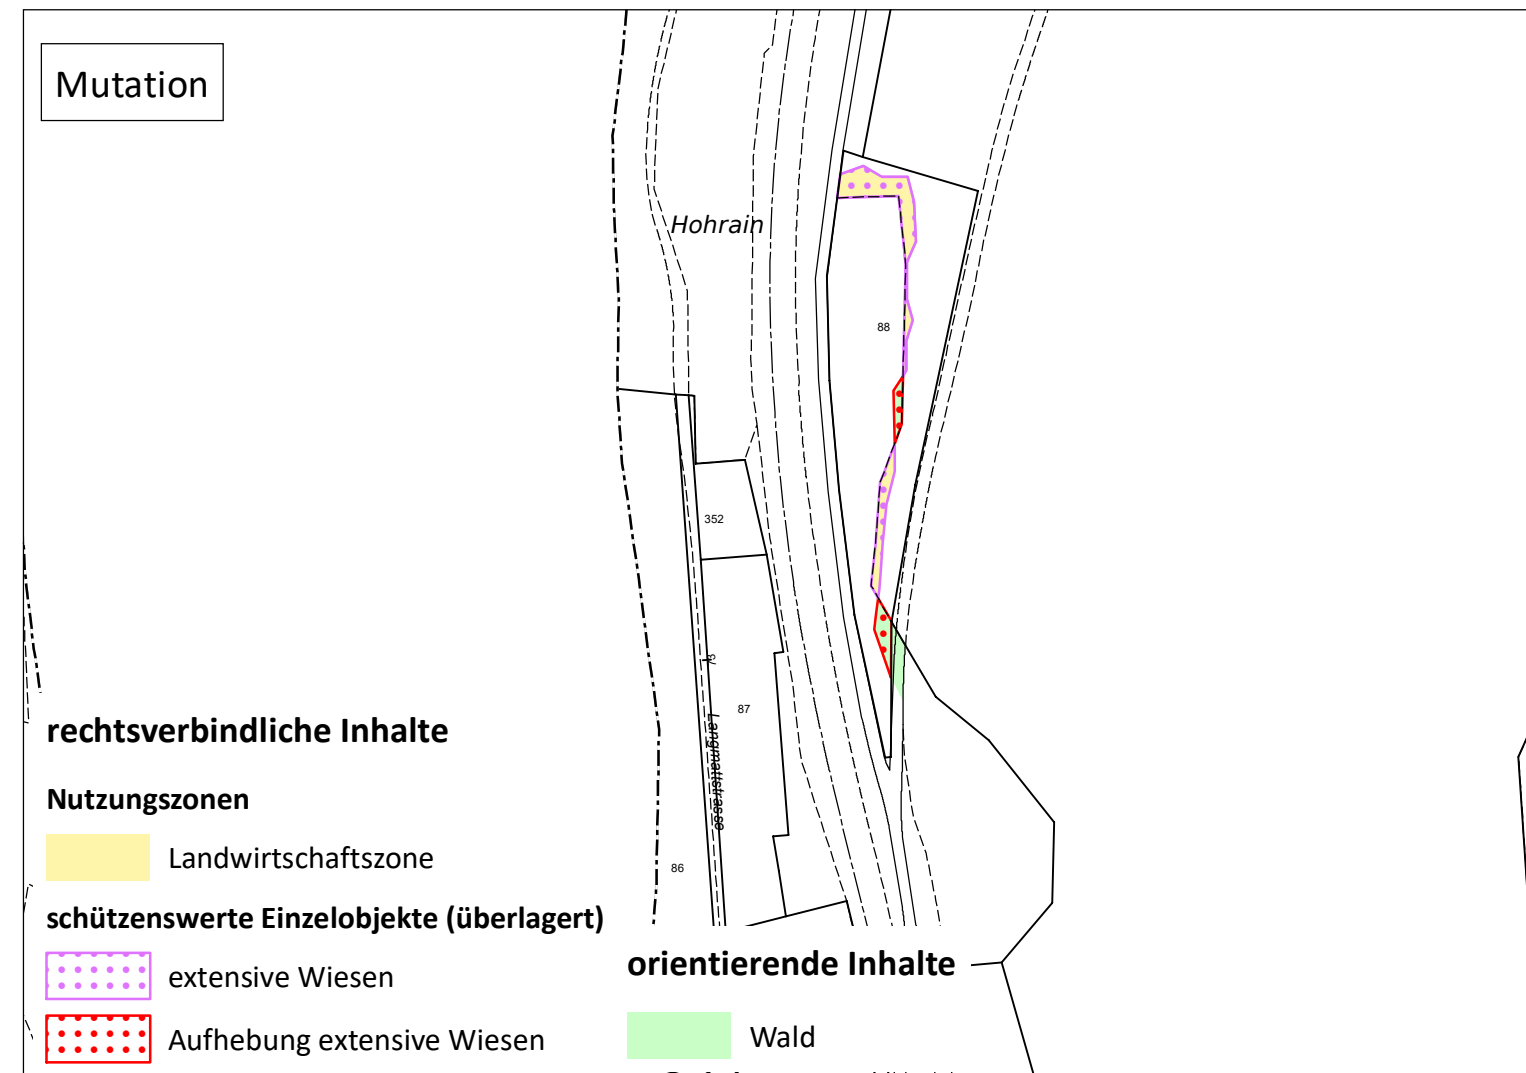 Mutation
Hohrain
88
352
73
87
Langmattstrasse
86
rechtsverbindliche Inhalte
Nutzungszonen
Landwirtschaftszone
schützenswerte Einzelobjekte (überlagert)
extensive Wiesen
Aufhebung extensive Wiesen
orientierende Inhalte
Wald